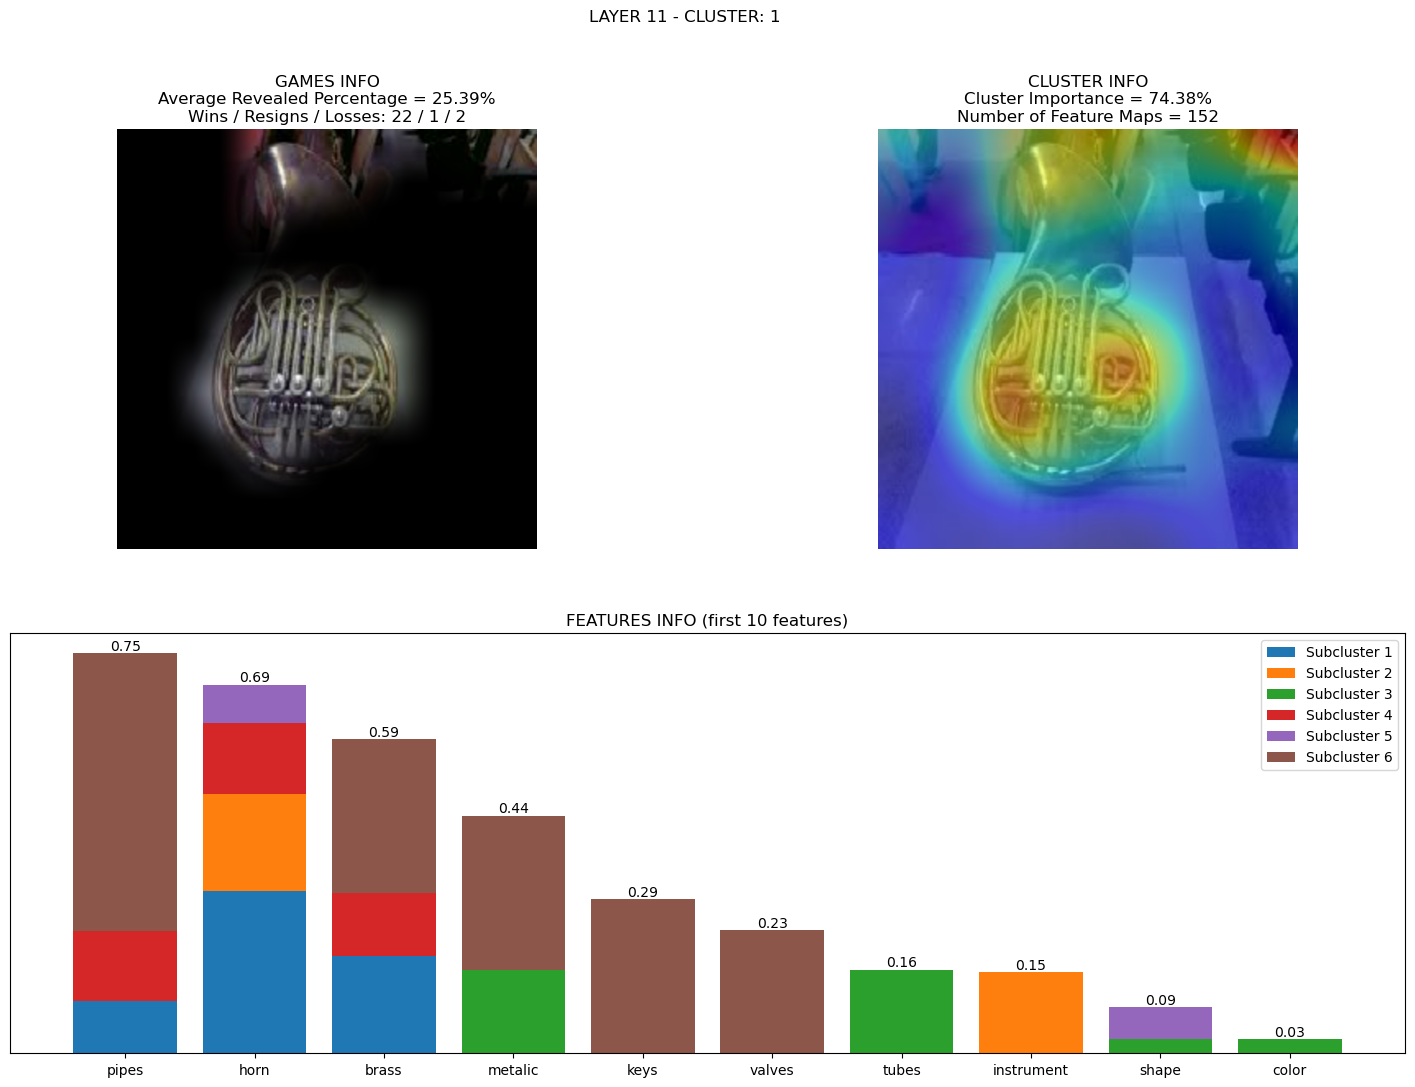 LAYER 11 - CLUSTER: 1
GAMES INFO
Average Revealed Percentage = 25.39%
Wins / Resigns / Losses: 22 / 1 / 2
CLUSTER INFO
Cluster Importance = 74.38%
Number of Feature Maps = 152
FEATURES INFO (first 10 features)
0.75
0.69
0.59
0.44
0.29
0.23
0.16
0.15
0.09
0.03
Subcluster 1
Subcluster 2
Subcluster 3
Subcluster 4
Subcluster 5
Subcluster 6
pipes
horn
brass
metalic
keys
valves
tubes
instrument
shape
color